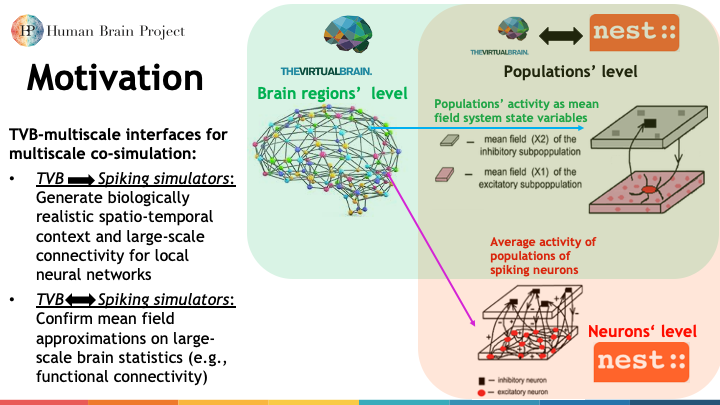 HP Human Brain Project
Motivation
TVB-multiscale interfaces for
multiscale co-simulation:
• TVB Spiking simulators:
Generate biologically
realistic spatio-temporal
context and large-scale
connectivity for local
neural networks
• TVB Spiking simulators:
Confirm mean field
approximations on large-
scale brain statistics (e.g.,
functional connectivity)
THEVIRTUALBRAIN.
Brain regions' level
THEVIRTUALBRAIN.
nest::
Populations' level
Populations' activity as mean
field system state variables
— mean field (X2) of the
inhibitory subpopulation
— mean field (X1) of the
excitatory subpopulation
Average activity of
populations of
spiking neurons
Neurons‘ level
nest::
— inhibitory neuron
— excitatory neuron